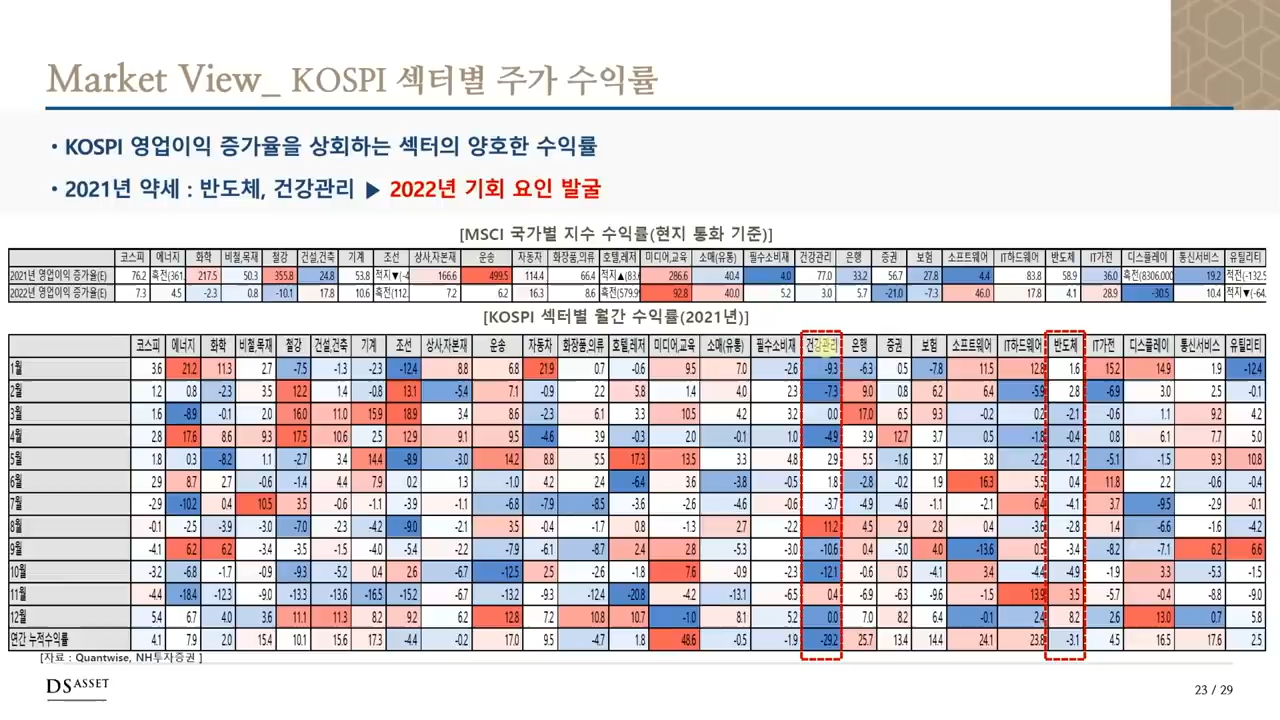 Market View_ KOSPI 섹터별 주가 수익률
• KOSPI 영업이익 증가율을 상회하는 섹터의 양호한 수익률
• 2021년 약세 : 반도체, 건강관리 ▶ 2022년 기회 요인 발굴
[MSCI 국가별 지수 수익률(현지 통화 기준)]
코스피 에너지 화학 비철,목재 철강 건설,건축 기계 조선 상사,자본재 운송 자동차 화장품,의류 호텔,레저 미디어,교육 소매(유통) 필수소비재 건강관리 은행 증권 보험 소프트웨어 IT하드웨어 반도체 IT가전 디스플레이 통신서비스 유틸리티
2021년 영업이익 증가율(E) 76.2 흑전(361. 217.5 50.3 355.8 24.8 53.8 적지▼(-4 166.6 499.5 114.4 66.4 적지▲(83. 286.6 40.4 4.0 77.0 33.2 56.7 27.8 4.4 83.8 58.9 36.0 흑전(8306.000 19.2 적전(-132.5
2022년 영업이익 증가율(E) 7.3 4.5 -2.3 0.8 -10.1 17.8 10.6 흑전(112. 7.2 6.2 16.3 8.6 흑전(579.9 92.8 40.0 5.2 3.0 5.7 -21.0 -7.3 46.0 17.8 4.1 28.9 -30.5 10.4 적지▼(-64.
[KOSPI 섹터별 월간 수익률(2021년)]
코스피 에너지 화학 비철,목재 철강 건설,건축 기계 조선 상사,자본재 운송 자동차 화장품,의류 호텔,레저 미디어,교육 소매(유통) 필수소비재 건강관리 은행 증권 보험 소프트웨어 IT하드웨어 반도체 IT가전 디스플레이 통신서비스 유틸리티
1월 3.6 21.2 11.3 2.7 -7.5 -1.3 -2.3 -12.4 8.8 6.8 21.9 0.7 -0.6 9.5 7.0 -2.6 -9.3 -6.3 0.5 -7.8 11.5 12.8 1.6 15.2 14.9 1.9 -12.4
2월 1.2 0.8 -2.3 3.5 12.2 1.4 -0.8 13.1 -5.4 7.1 -0.9 2.2 5.8 1.4 4.0 2.3 -7.3 9.0 0.8 6.2 6.4 -5.9 2.8 -6.9 3.0 2.5 -0.1
3월 1.6 -8.9 -0.1 2.0 16.0 11.0 15.9 18.9 3.4 8.6 -2.3 6.1 3.3 10.5 4.2 3.2 0.0 17.0 6.5 9.3 -0.2 0.2 -2.1 -0.6 1.1 9.2 4.2
4월 2.8 17.6 8.6 9.3 17.5 10.6 2.5 12.9 9.1 9.5 -4.6 3.9 -0.3 2.0 -0.1 1.0 -4.9 3.9 12.7 3.7 0.5 -1.8 -0.4 0.8 6.1 7.7 5.0
5월 1.8 0.3 -8.2 1.1 -2.7 3.4 14.4 -8.9 -3.0 14.2 8.8 5.5 17.3 13.5 3.3 4.8 2.9 5.5 -1.6 3.7 3.8 -2.2 -1.2 -5.1 -1.5 9.3 10.8
6월 2.9 8.7 2.7 -0.6 -1.4 4.4 7.9 0.2 1.3 -1.0 4.2 2.4 -6.4 3.6 -3.8 -0.5 1.8 -2.8 -0.2 1.9 16.3 5.5 0.4 11.8 2.2 -0.6 -0.4
7월 -2.9 -10.2 0.4 10.5 3.5 -0.6 -1.1 -3.9 -1.1 -6.8 -7.9 -8.5 -3.6 -2.6 -4.6 -0.6 -3.7 -4.9 -4.6 -1.1 -2.1 6.4 -4.1 3.7 -9.5 -2.9 -0.1
8월 -0.1 -2.5 -3.9 -3.0 -7.0 -2.3 -4.2 -9.0 -2.1 3.5 -0.4 -1.7 0.8 -1.3 2.7 -2.2 11.2 4.5 2.9 2.8 0.4 -3.6 -2.8 1.4 -6.6 -1.6 -4.2
9월 -4.1 6.2 6.2 -3.4 -3.5 -1.5 -4.0 -5.4 -2.2 -7.9 -6.1 -8.7 2.4 2.8 -5.3 -3.0 -10.6 0.4 -5.0 4.0 -13.6 0.5 -3.4 -8.2 -7.1 6.2 6.6
10월 -3.2 -6.8 -1.7 -0.9 -9.3 -5.2 0.4 2.6 -6.7 -12.5 2.5 -2.6 -1.8 7.6 -0.9 -2.3 -12.1 -0.6 0.5 -4.1 3.4 -4.4 -4.9 -1.9 3.3 -5.3 -1.5
11월 -4.4 -18.4 -12.3 -9.0 -13.3 -13.6 -16.5 -15.2 -6.7 -13.2 -9.3 -12.4 -20.8 -4.2 -13.1 -6.5 0.4 -6.9 -6.3 -9.6 -1.5 13.9 3.5 -5.7 -0.4 -8.8 -9.0
12월 5.4 6.7 4.0 3.6 11.1 11.3 8.2 9.2 6.2 12.8 7.2 10.8 10.7 -1.0 8.1 5.2 0.0 7.0 8.2 6.4 -0.1 2.4 8.2 2.6 13.0 0.7 5.8
연간 누적수익률 4.1 7.9 2.0 15.4 10.1 15.6 17.3 -4.4 -0.2 17.0 9.5 -4.7 1.8 48.6 -0.5 -1.9 -29.2 25.7 13.4 14.4 24.1 23.8 -3.1 4.5 16.5 17.6 2.5
[자료 : Quantwise, NH투자증권 ]
DS ASSET
23 / 29